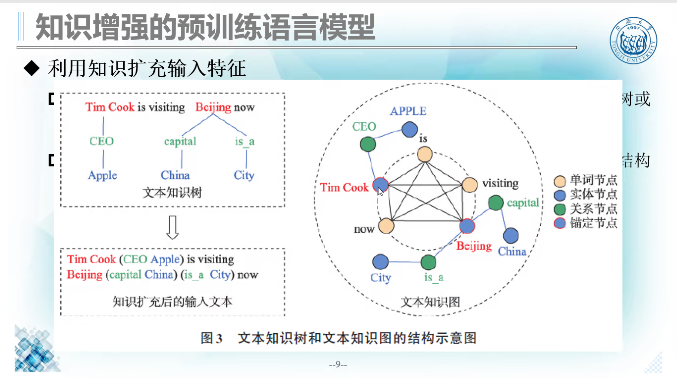 知识增强的预训练语言模型
利用知识扩充输入特征
树或
结构
Tim Cook is visiting Beijing now
CEO capital is_a
Apple China City
文本知识树
Tim Cook (CEO Apple) is visiting
Beijing (capital China) (is_a City) now
知识扩充后的输入文本
APPLE
CEO
is
Tim Cook
visiting
capital
now
Beijing
China
City
is_a
文本知识图
单词节点
实体节点
关系节点
锚定节点
图3 文本知识树和文本知识图的结构示意图
--9--